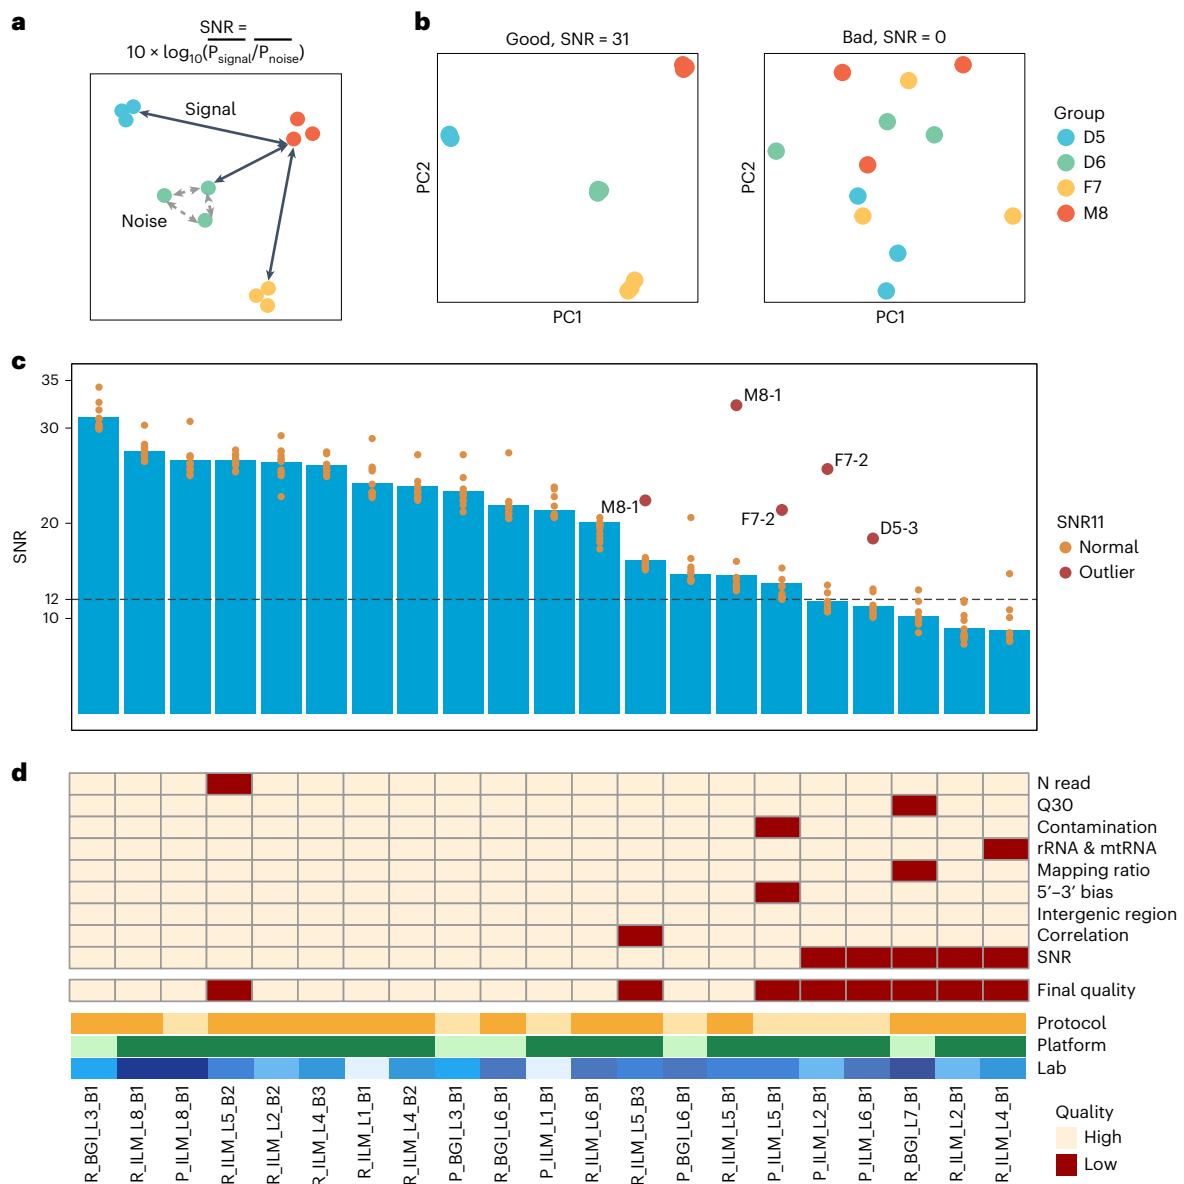 a
SNR =
10 × log10(Psignal/Pnoise)
Signal
Noise
b
Good, SNR = 31
Bad, SNR = 0
PC2
PC1
PC2
PC1
Group
D5
D6
F7
M8
c
35
30
20
12
10
SNR
M8-1
M8-1
F7-2
F7-2
D5-3
SNR11
Normal
Outlier
d
N read
Q30
Contamination
rRNA & mtRNA
Mapping ratio
5′–3′ bias
Intergenic region
Correlation
SNR
Final quality
Protocol
Platform
Lab
R_BGI_L3_B1
R_ILM_L8_B1
P_ILM_L8_B1
R_ILM_L5_B2
R_ILM_L2_B2
R_ILM_L4_B3
R_ILM_L1_B1
R_ILM_L4_B2
P_BGI_L3_B1
R_BGI_L6_B1
P_ILM_L1_B1
R_ILM_L6_B1
R_ILM_L5_B3
P_BGI_L6_B1
R_ILM_L5_B1
P_ILM_L5_B1
P_ILM_L2_B1
P_ILM_L6_B1
R_BGI_L7_B1
R_ILM_L2_B1
R_ILM_L4_B1
Quality
High
Low